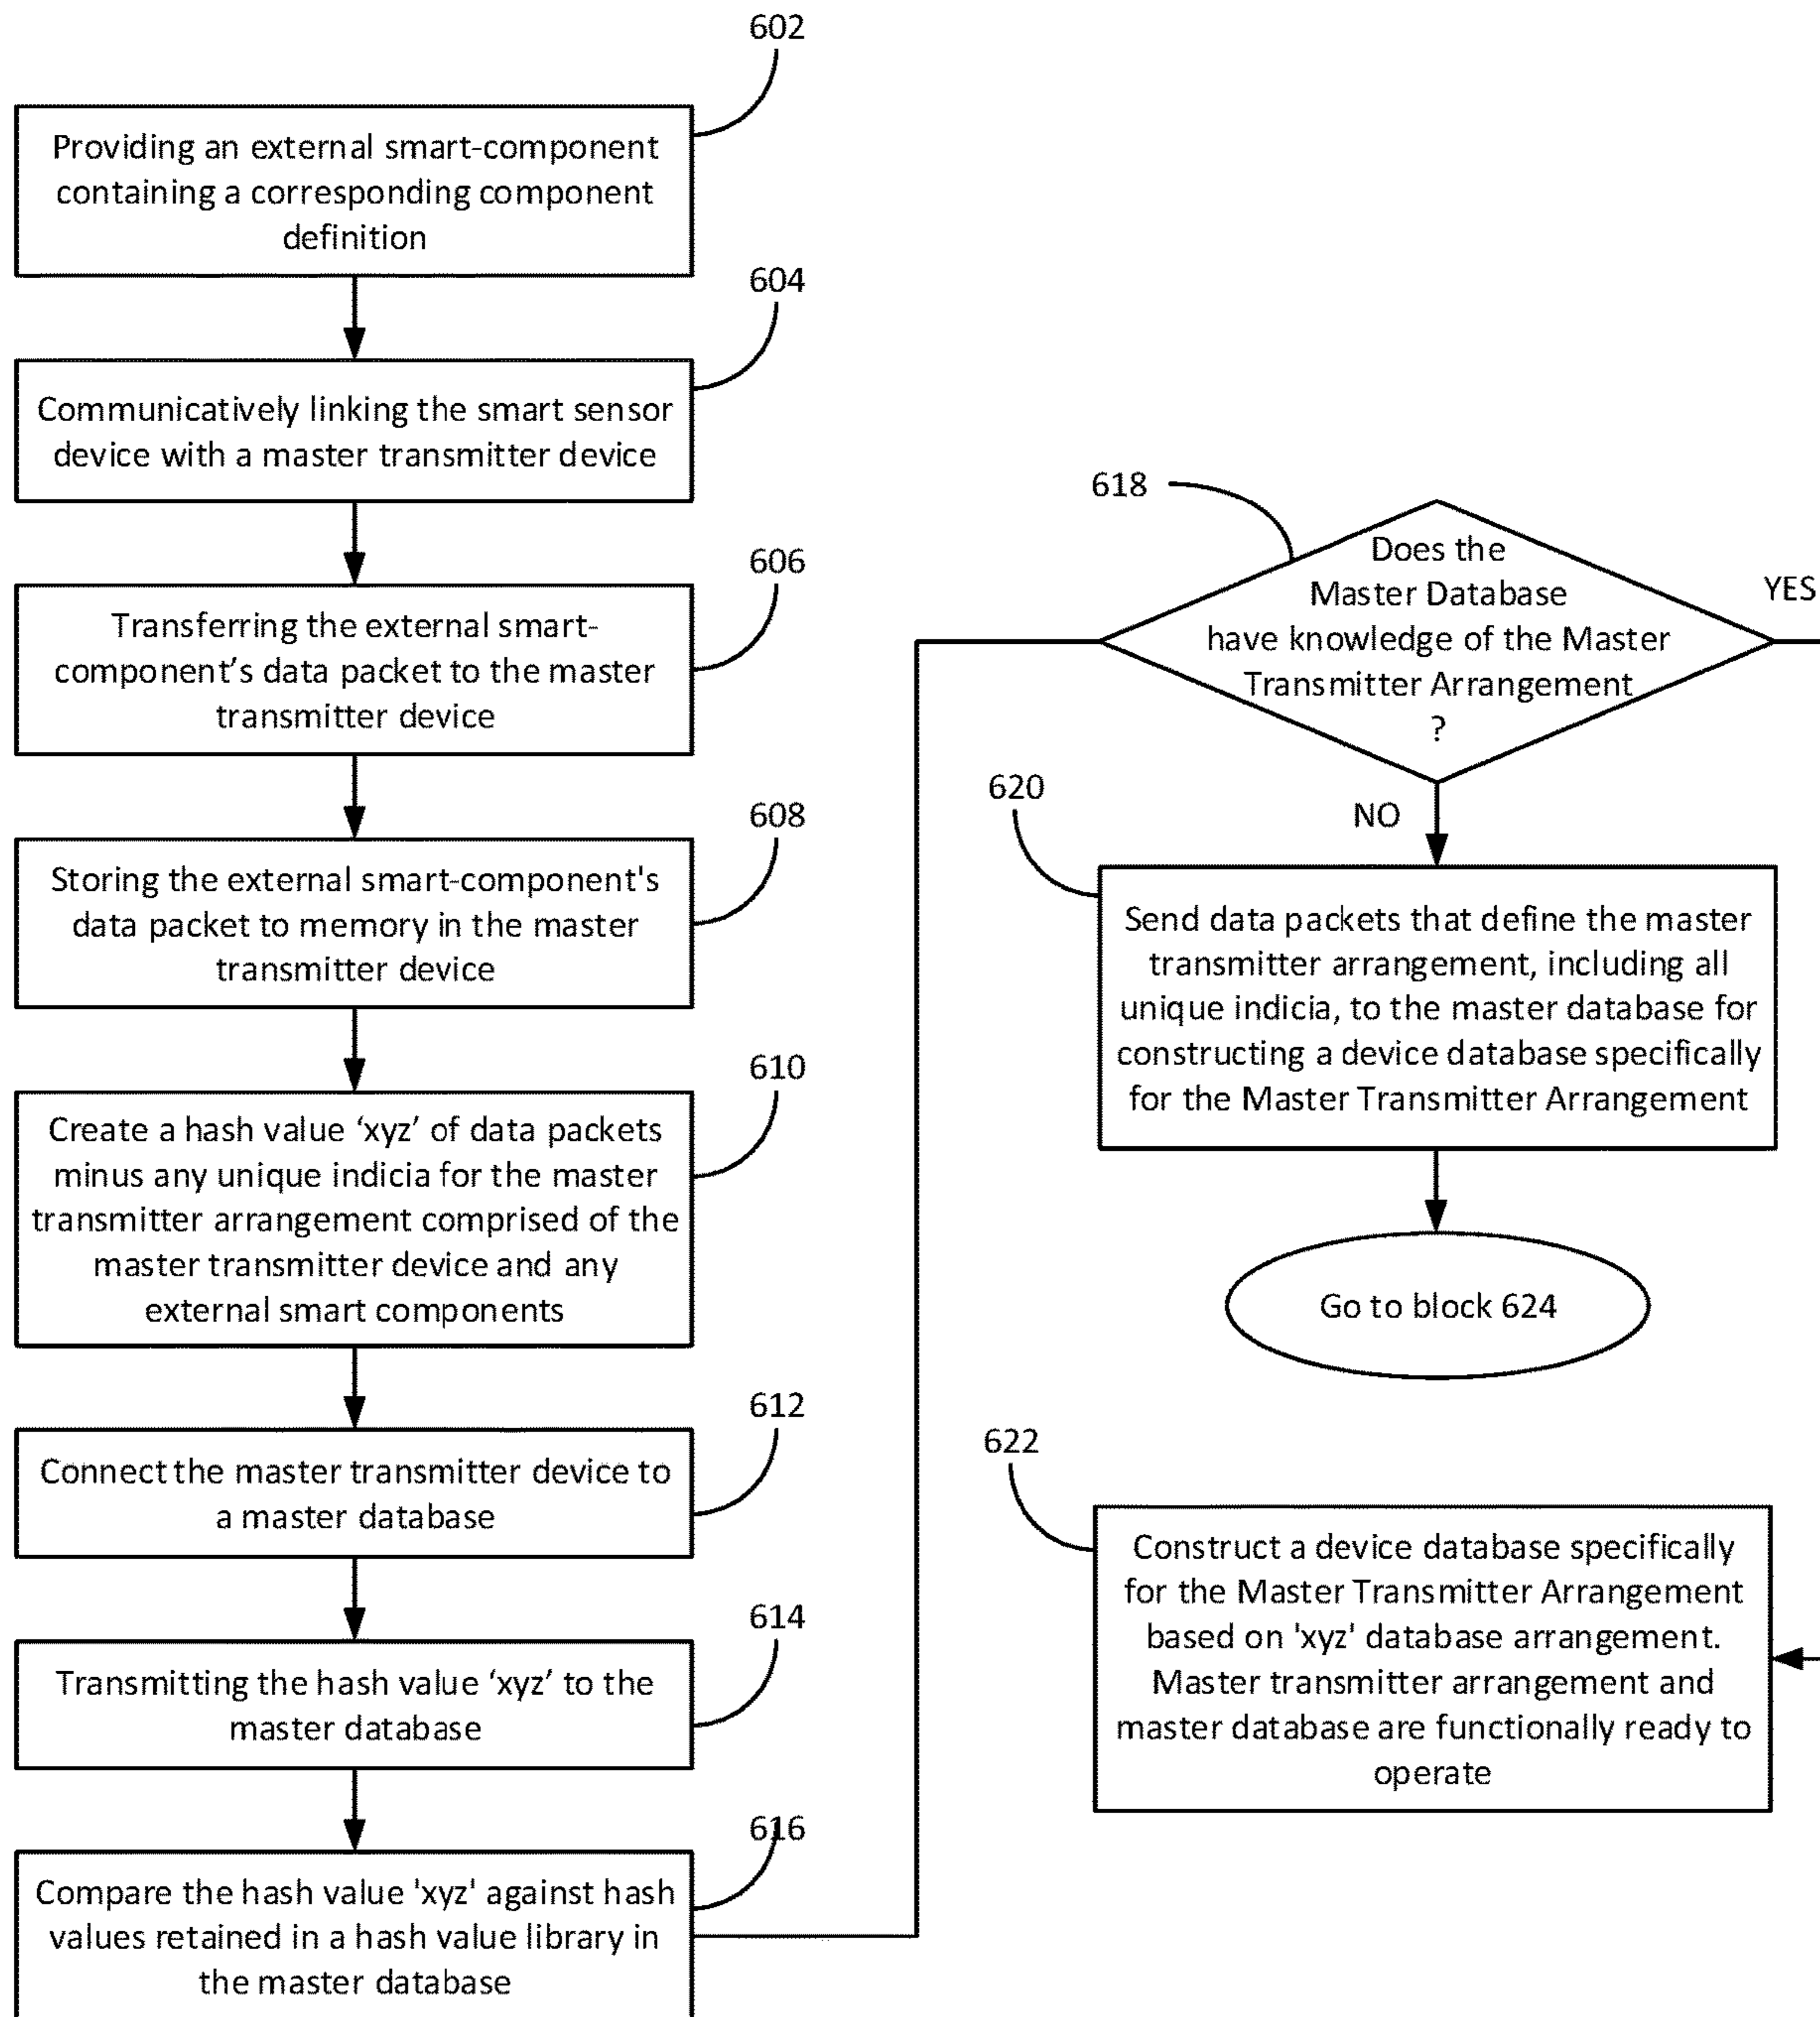 602
Providing an external smart-component
containing a corresponding component
definition
604
Communicatively linking the smart sensor
device with a master transmitter device
606
Transferring the external smart-
component’s data packet to the master
transmitter device
608
Storing the external smart-component's
data packet to memory in the master
transmitter device
610
Create a hash value ‘xyz’ of data packets
minus any unique indicia for the master
transmitter arrangement comprised of the
master transmitter device and any
external smart components
612
Connect the master transmitter device to
a master database
614
Transmitting the hash value ‘xyz’ to the
master database
616
Compare the hash value 'xyz' against hash
values retained in a hash value library in
the master database
618
Does the
Master Database
have knowledge of the Master
Transmitter Arrangement
?
YES
NO
620
Send data packets that define the master
transmitter arrangement, including all
unique indicia, to the master database for
constructing a device database specifically
for the Master Transmitter Arrangement
Go to block 624
622
Construct a device database specifically
for the Master Transmitter Arrangement
based on 'xyz' database arrangement.
Master transmitter arrangement and
master database are functionally ready to
operate